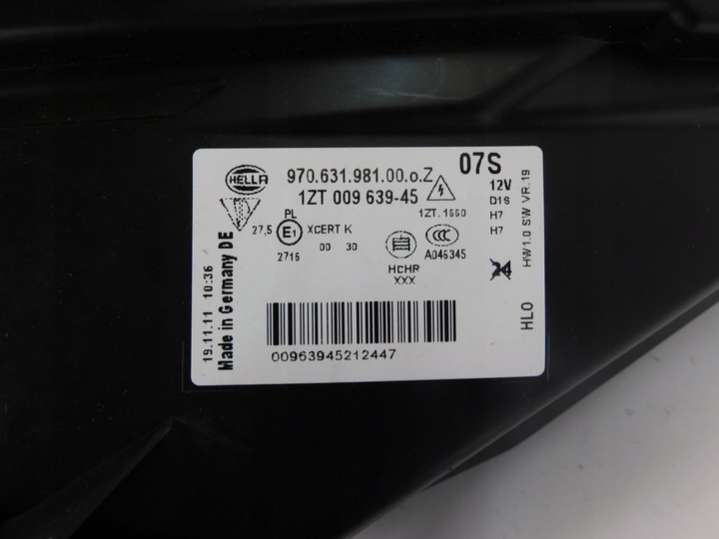 HELLA
970.631.981.00.o.Z
07S
1ZT 009 639-45
1ZT.1660
12V
D1S
H7
H7
PL
27,5
E1
XCERT K
00 30
2716
A046345
HCHR
XXX
24
HW1.0 SW VR.19
HL0
19.11.11 10:36
Made in Germany DE
00963945212447